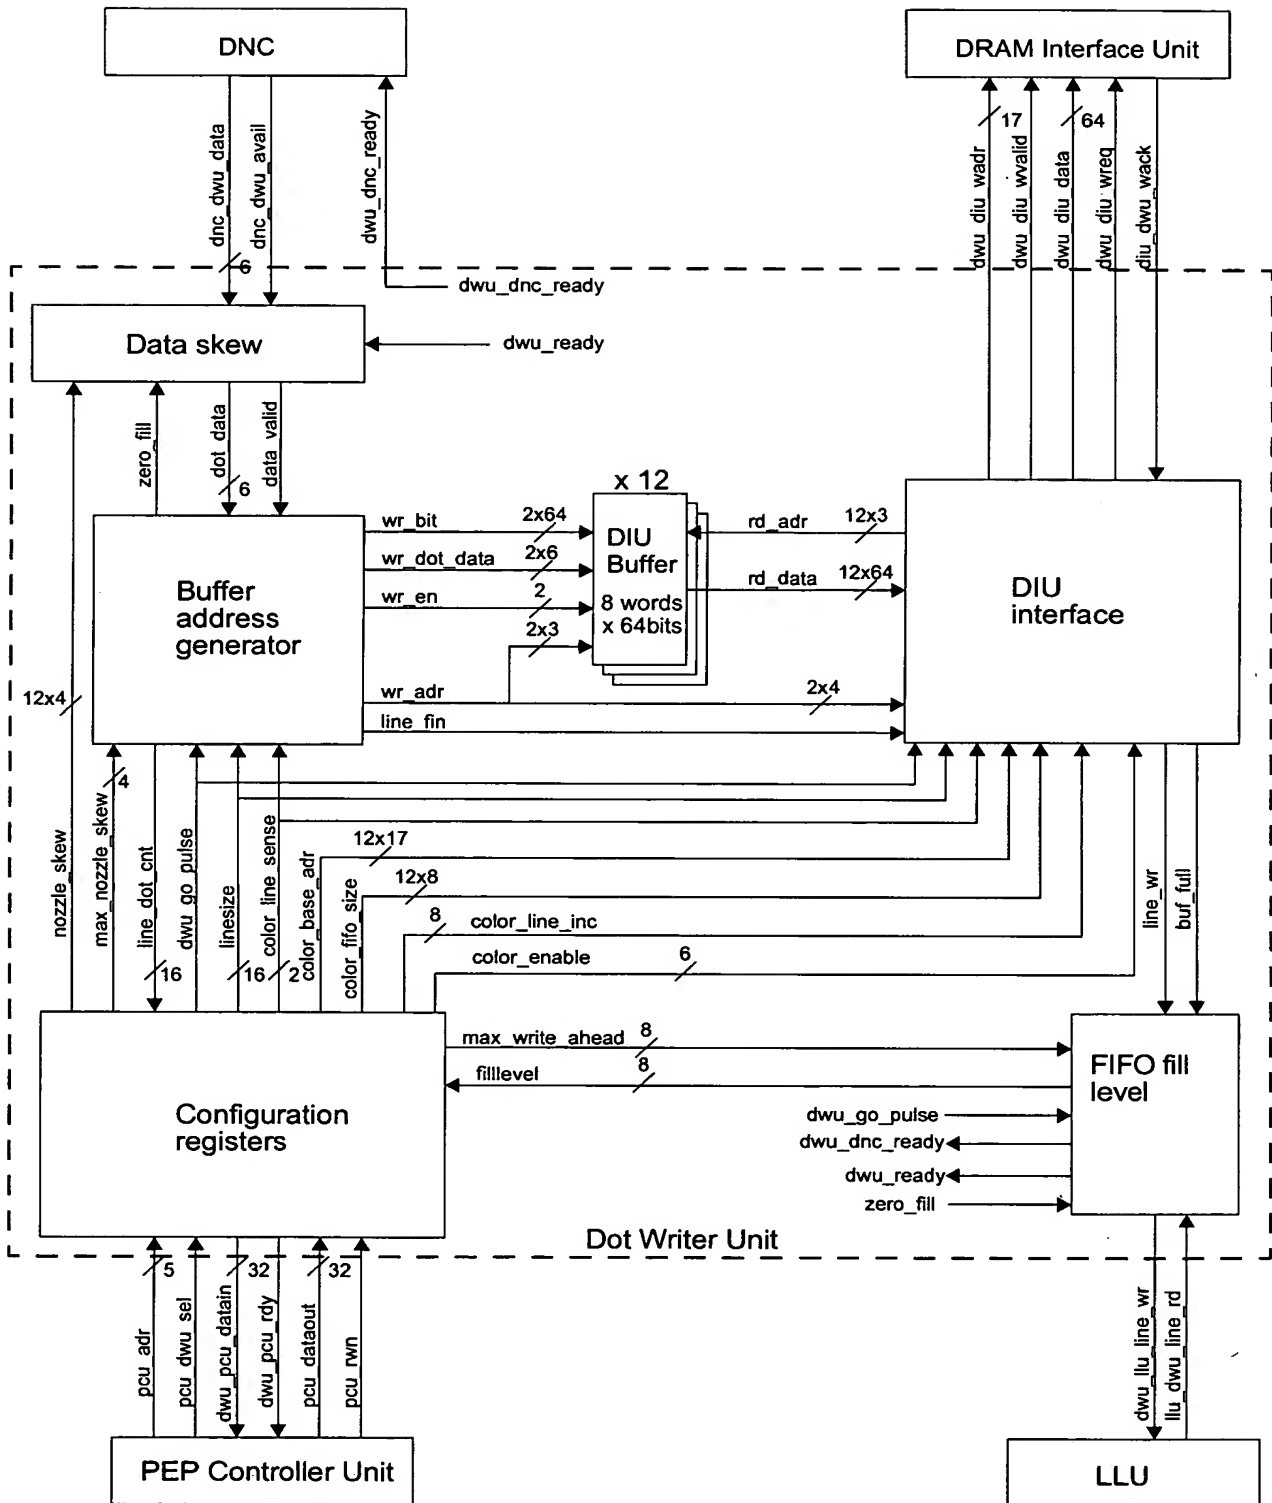 DNC
DRAM Interface Unit
dnc_dwu_data
dnc_dwu_avail
dwu_dnc_ready
6
17
64
dwu_diu_wadr
dwu_diu_wvalid
dwu_diu_data
dwu_diu_wreq
diu_dwu_wack
dwu_dnc_ready
Data skew
dwu_ready
zero_fill
dot_data
data_valid
6
x 12
Buffer
address
generator
wr_bit
2x64
wr_dot_data
2x6
wr_en
2
2x3
wr_adr
2x4
line_fin
DIU
Buffer
8 words
x 64bits
rd_adr
12x3
rd_data
12x64
DIU
interface
12x4
4
nozzle_skew
max_nozzle_skew
line_dot_cnt
16
dwu_go_pulse
linesize
16
color_line_sense
2
color_base_adr
12x17
color_fifo_size
12x8
8
color_line_inc
color_enable
6
line_wr
buf_full
Configuration
registers
max_write_ahead
8
filllevel
8
FIFO fill
level
dwu_go_pulse
dwu_dnc_ready
dwu_ready
zero_fill
Dot Writer Unit
pcu_adr
5
pcu_dwu_sel
dwu_pcu_datain
32
dwu_pcu_rdy
pcu_dataout
32
pcu_rwn
dwu_llu_line_wr
llu_dwu_line_rd
PEP Controller Unit
LLU